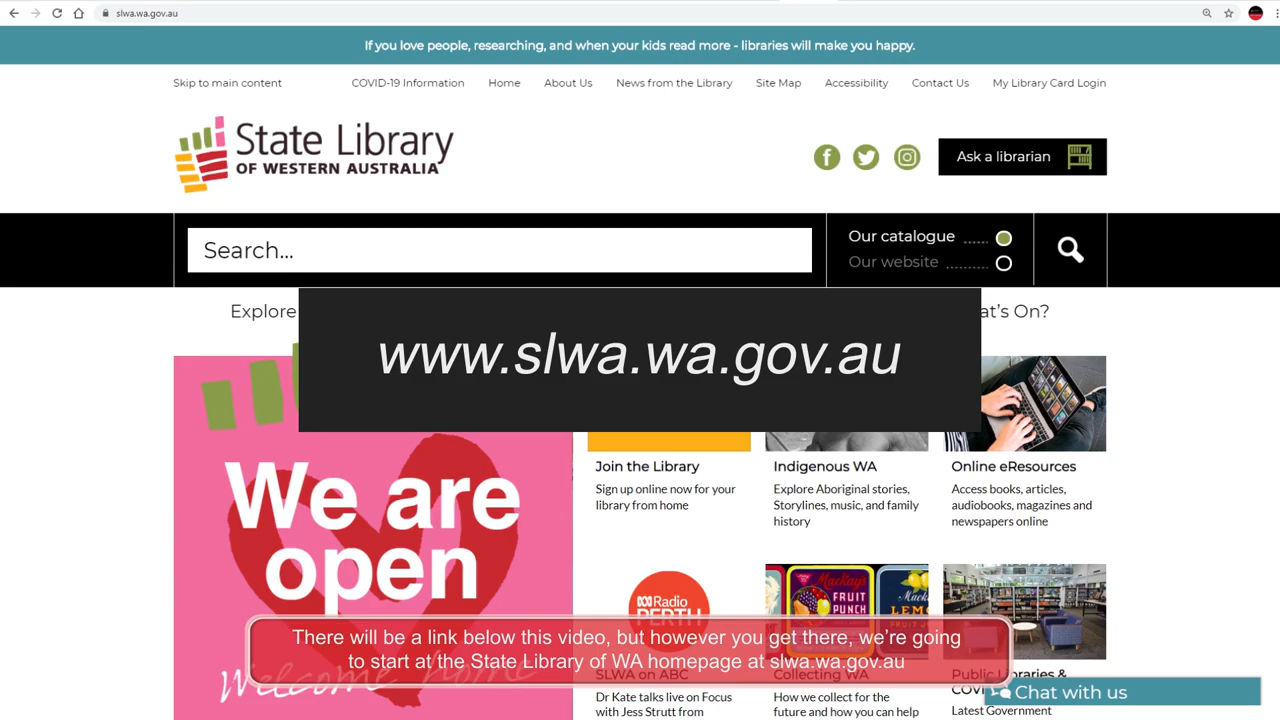 slwa.wa.gov.au
If you love people, researching, and when your kids read more - libraries will make you happy.
Skip to main content
COVID-19 Information
Home
About Us
News from the Library
Site Map
Accessibility
Contact Us
My Library Card Login
State Library
OF WESTERN AUSTRALIA
Ask a librarian
Search...
Our catalogue
Our website
Explore
at's On?
www.slwa.wa.gov.au
We are
open
Welcome home
Join the Library
Sign up online now for your
library from home
Indigenous WA
Explore Aboriginal stories,
Storylines, music, and family
history
Online eResources
Access books, articles,
audiobooks, magazines and
newspapers online
ABC Radio
PERTH
MACKAY'S
FRUIT
PUNCH
There will be a link below this video, but however you get there, we're going
to start at the State Library of WA homepage at slwa.wa.gov.au
SLWA on ABC
Dr Kate talks live on Focus
with Jess Strutt from
Collecting WA
How we collect for the
future and how you can help
Public Libraries &
Latest Government
Chat with us